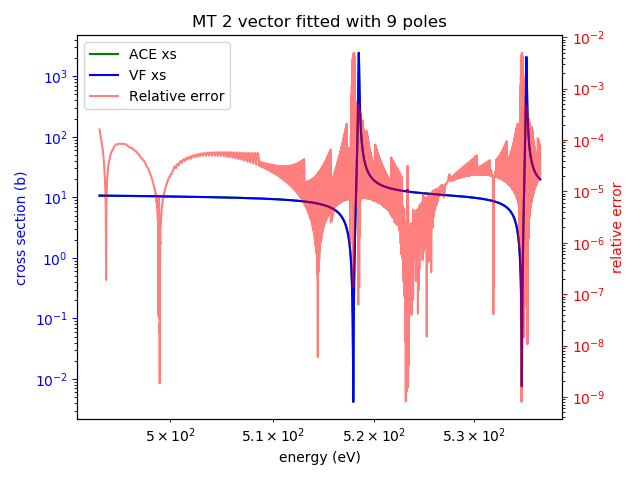 MT 2 vector fitted with 9 poles
ACE xs
VF xs
Relative error
cross section (b)
10³
10²
10¹
10⁰
10⁻¹
10⁻²
10⁻²
10⁻³
10⁻⁴
10⁻⁵
10⁻⁶
10⁻⁷
10⁻⁸
10⁻⁹
relative error
5 × 10²
5.1 × 10²
5.2 × 10²
5.3 × 10²
energy (eV)